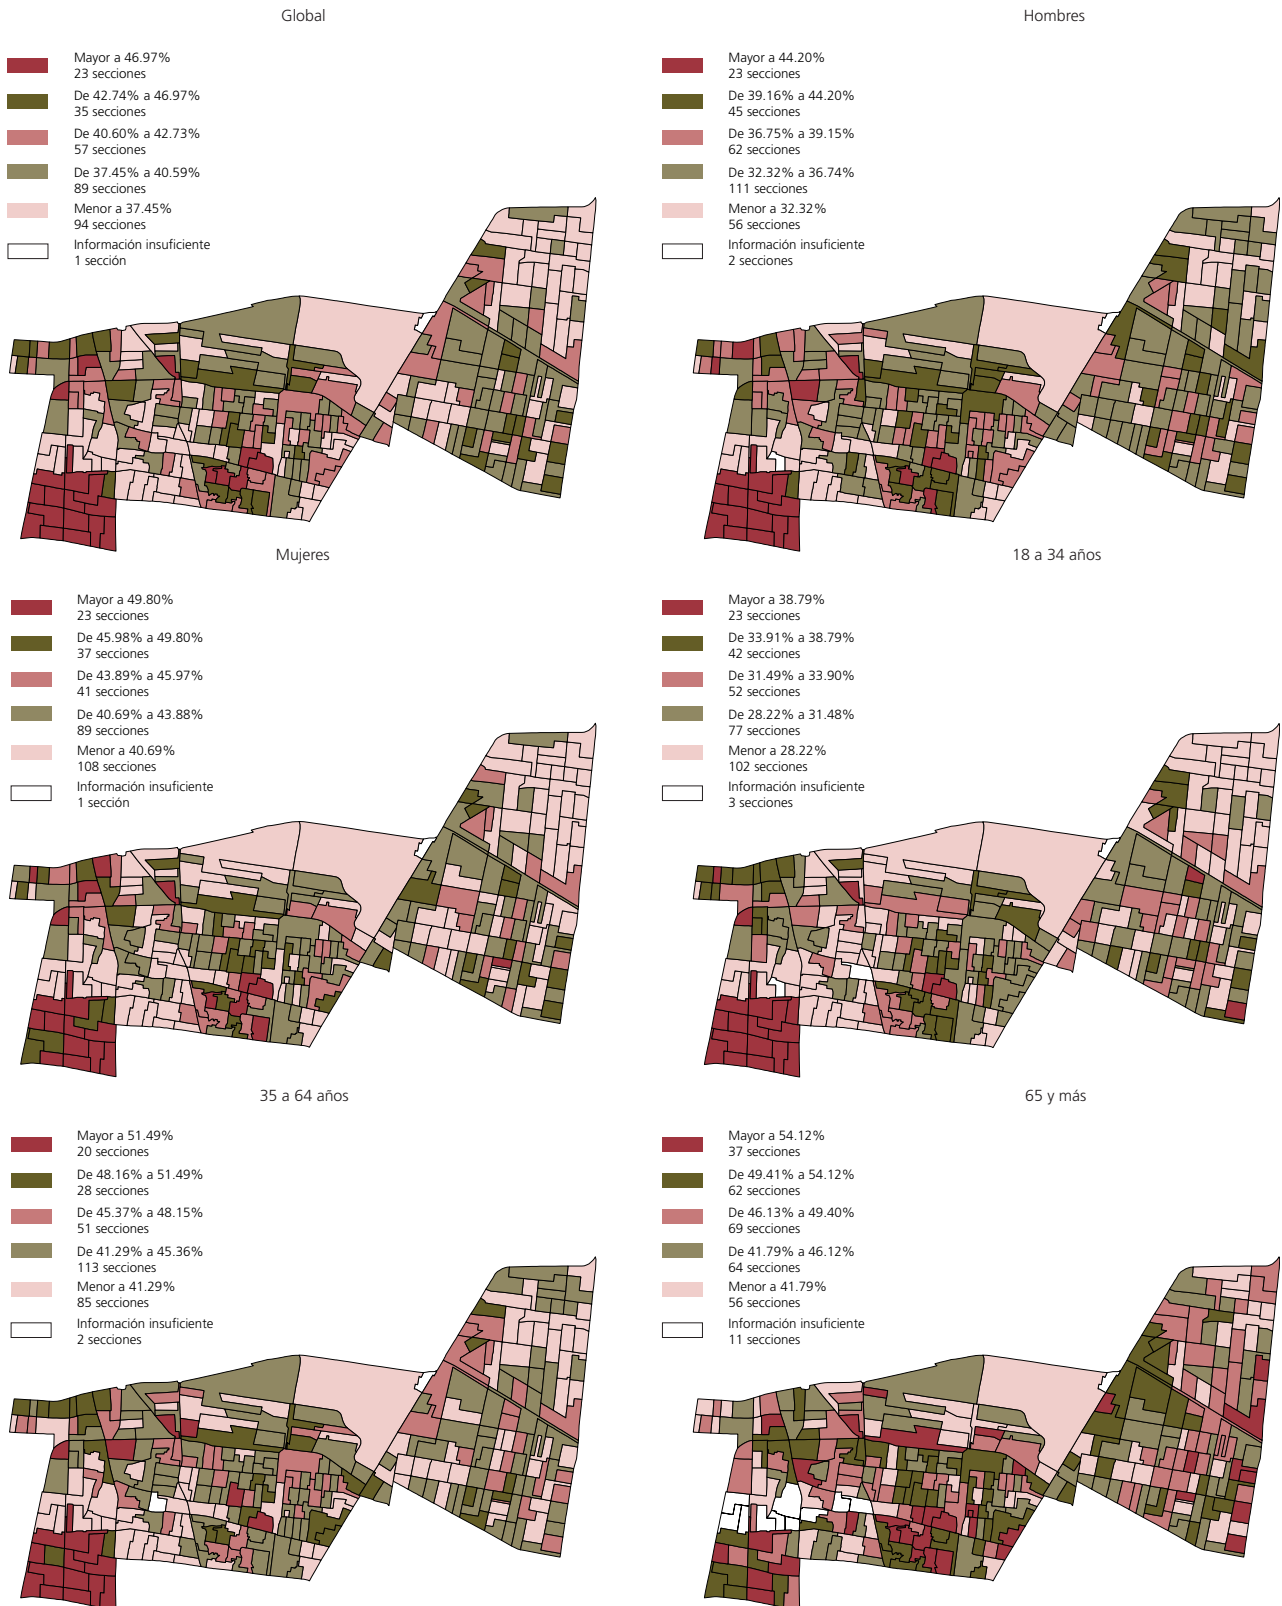 Global
Mayor a 46.97%
23 secciones
De 42.74% a 46.97%
35 secciones
De 40.60% a 42.73%
57 secciones
De 37.45% a 40.59%
89 secciones
Menor a 37.45%
94 secciones
Información insuficiente
1 sección
Hombres
Mayor a 44.20%
23 secciones
De 39.16% a 44.20%
45 secciones
De 36.75% a 39.15%
62 secciones
De 32.32% a 36.74%
111 secciones
Menor a 32.32%
56 secciones
Información insuficiente
2 secciones
Mujeres
Mayor a 49.80%
23 secciones
De 45.98% a 49.80%
37 secciones
De 43.89% a 45.97%
41 secciones
De 40.69% a 43.88%
89 secciones
Menor a 40.69%
108 secciones
Información insuficiente
1 sección
18 a 34 años
Mayor a 38.79%
23 secciones
De 33.91% a 38.79%
42 secciones
De 31.49% a 33.90%
52 secciones
De 28.22% a 31.48%
77 secciones
Menor a 28.22%
102 secciones
Información insuficiente
3 secciones
35 a 64 años
Mayor a 51.49%
20 secciones
De 48.16% a 51.49%
28 secciones
De 45.37% a 48.15%
51 secciones
De 41.29% a 45.36%
113 secciones
Menor a 41.29%
85 secciones
Información insuficiente
2 secciones
65 y más
Mayor a 54.12%
37 secciones
De 49.41% a 54.12%
62 secciones
De 46.13% a 49.40%
69 secciones
De 41.79% a 46.12%
64 secciones
Menor a 41.79%
56 secciones
Información insuficiente
11 secciones